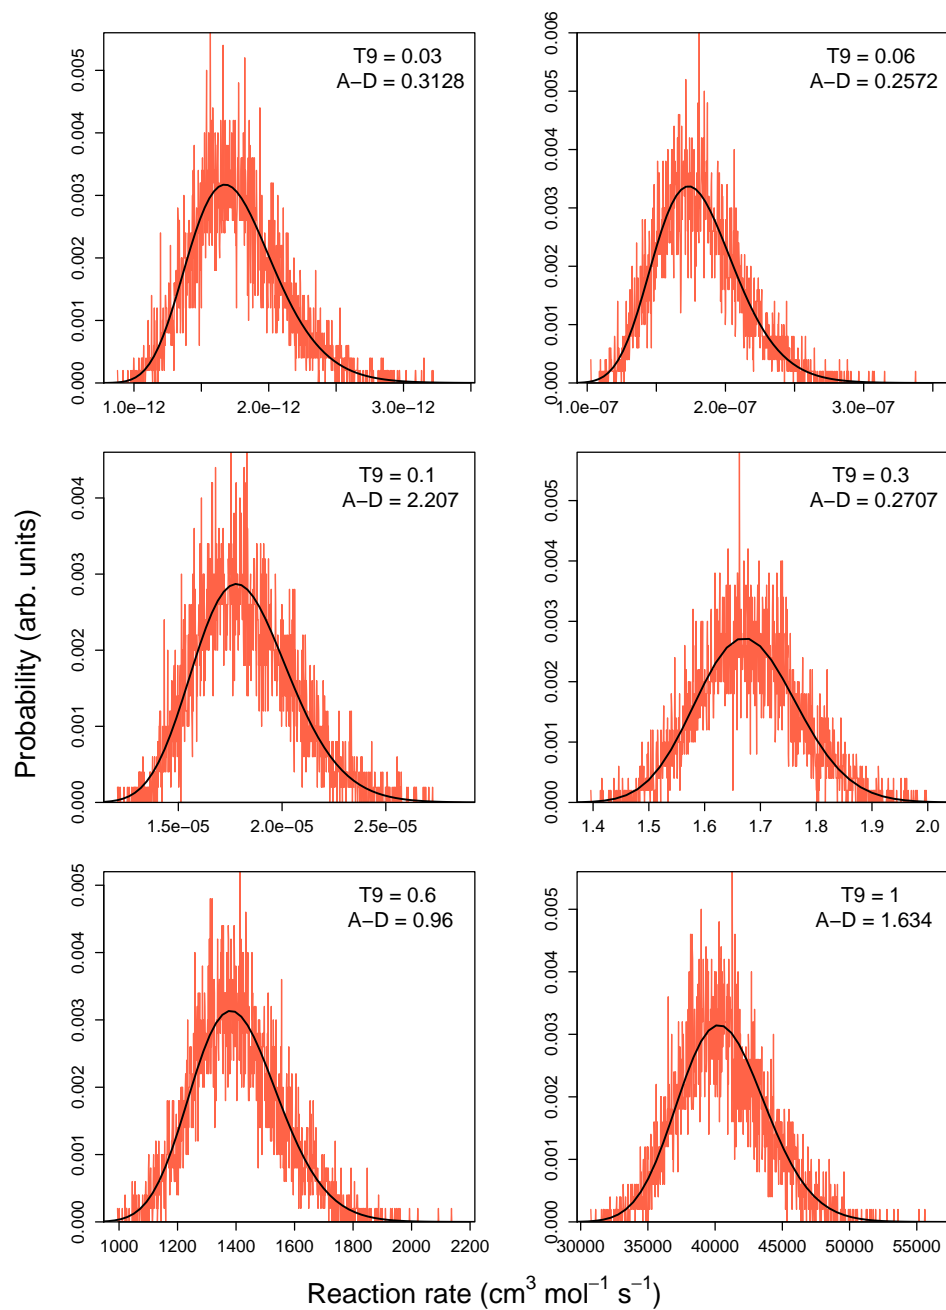 T9 = 0.03
A−D = 0.3128
0.000 0.001 0.002 0.003 0.004 0.005
1.0e−12 2.0e−12 3.0e−12
T9 = 0.06
A−D = 0.2572
0.000 0.001 0.002 0.003 0.004 0.005 0.006
1.0e−07 2.0e−07 3.0e−07
T9 = 0.1
A−D = 2.207
0.000 0.001 0.002 0.003 0.004
1.5e−05 2.0e−05 2.5e−05
T9 = 0.3
A−D = 0.2707
0.000 0.001 0.002 0.003 0.004 0.005
1.4 1.5 1.6 1.7 1.8 1.9 2.0
T9 = 0.6
A−D = 0.96
0.000 0.001 0.002 0.003 0.004 0.005
1000 1200 1400 1600 1800 2000 2200
T9 = 1
A−D = 1.634
0.000 0.001 0.002 0.003 0.004 0.005
30000 35000 40000 45000 50000 55000
Probability (arb. units)
Reaction rate (cm³ mol⁻¹ s⁻¹)